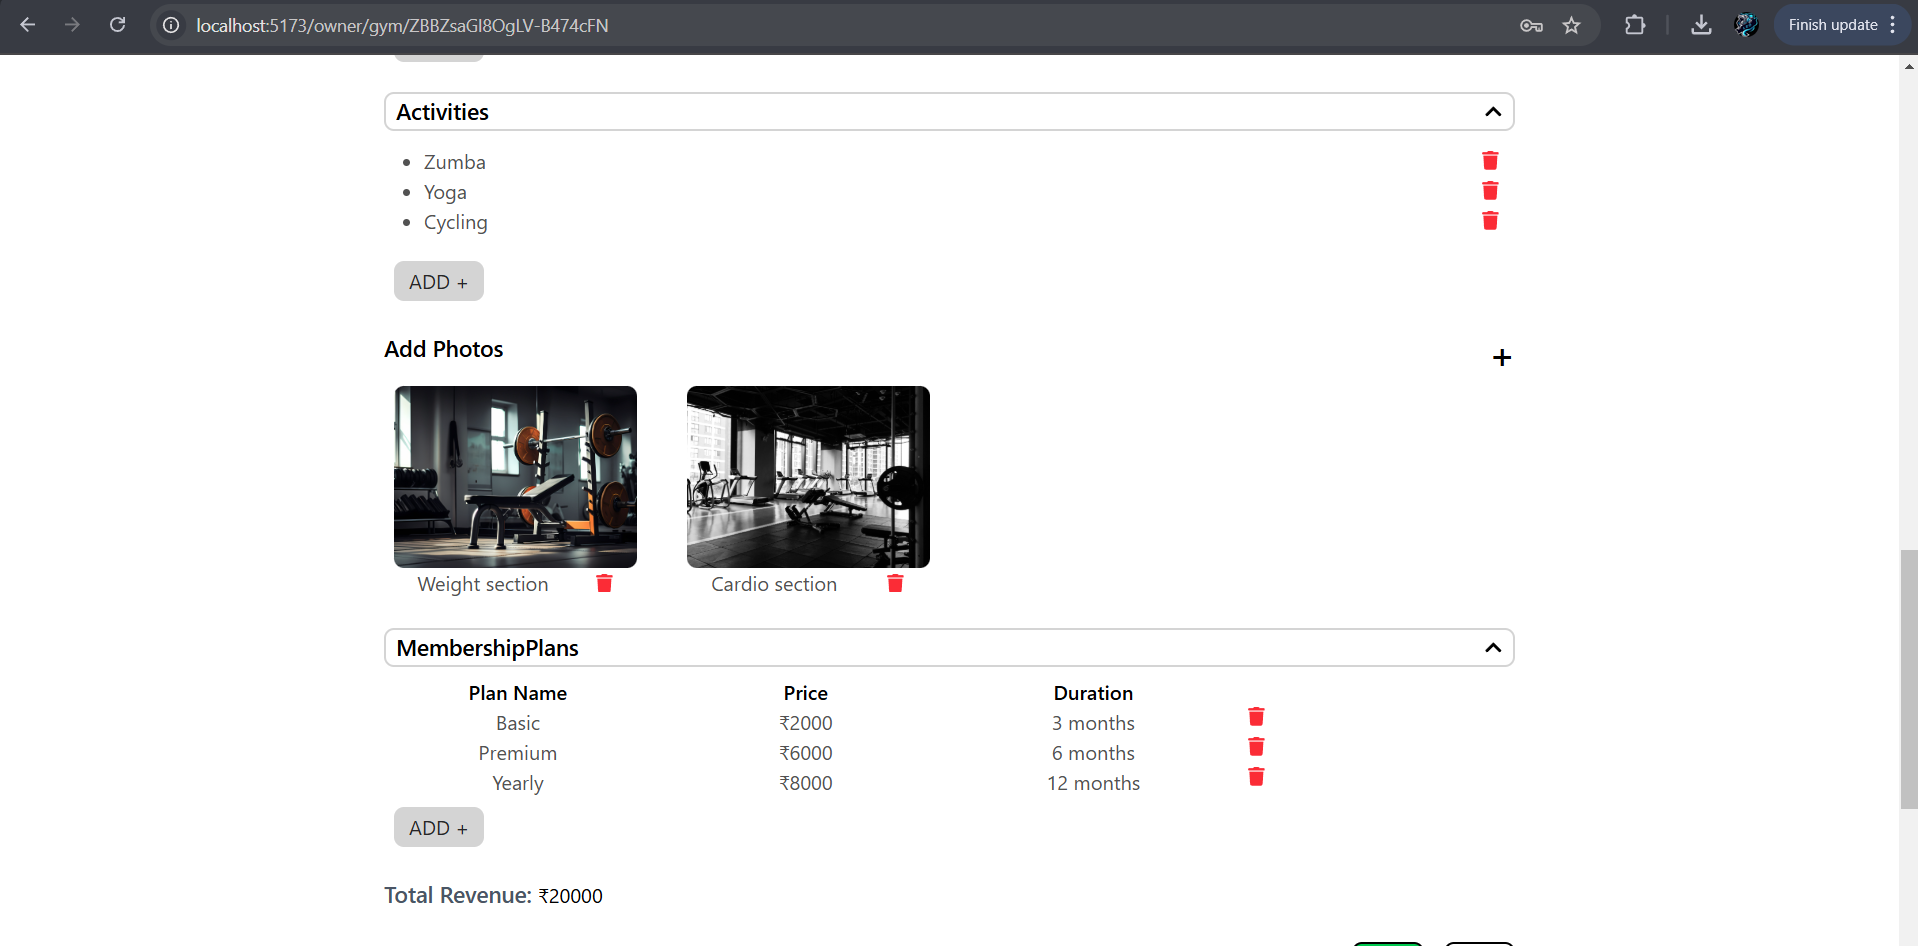 localhost:5173/owner/gym/ZBBZsaGl8OgLV-B474cFN
Finish update
Activities
Zumba
Yoga
Cycling
ADD +
Add Photos
+
Weight section
Cardio section
MembershipPlans
Plan Name Price Duration
Basic ₹2000 3 months
Premium ₹6000 6 months
Yearly ₹8000 12 months
ADD +
Total Revenue: ₹20000